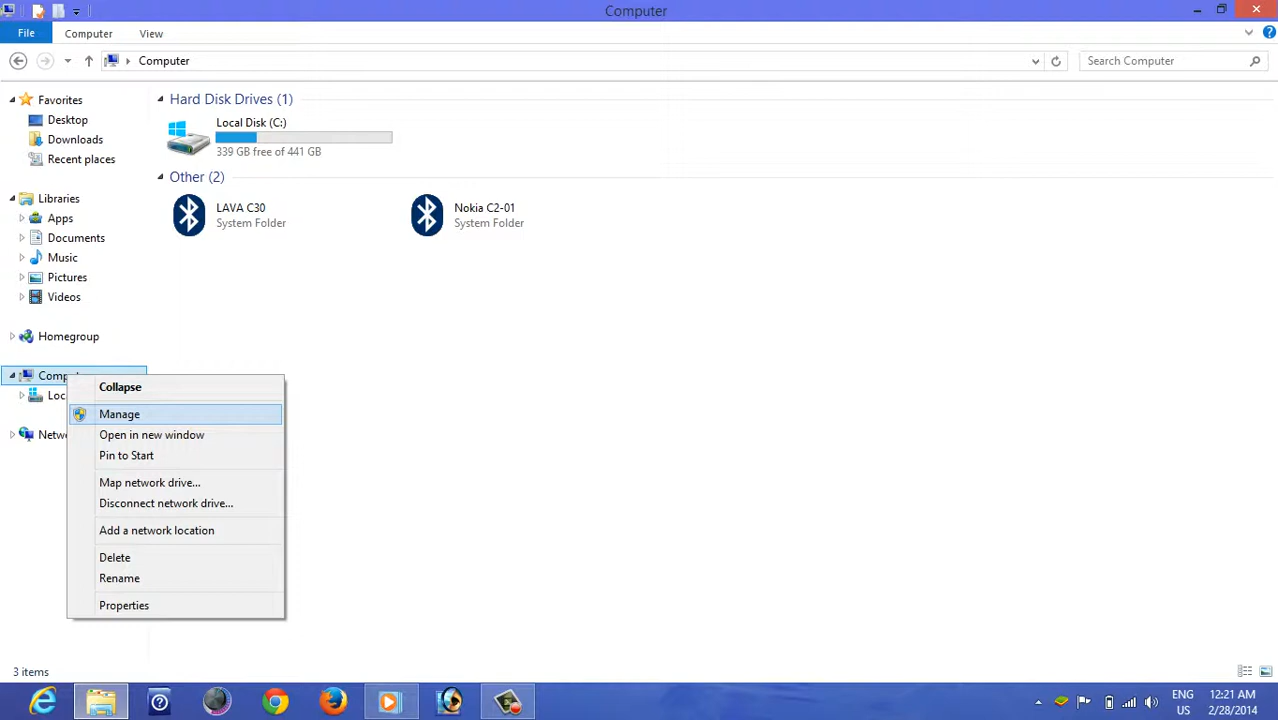 Computer
File
Computer
View
Computer
Search Computer
Favorites
Desktop
Downloads
Recent places
Libraries
Apps
Documents
Music
Pictures
Videos
Homegroup
Comp
Loc
Netw
Hard Disk Drives (1)
Local Disk (C:)
339 GB free of 441 GB
Other (2)
LAVA C30
System Folder
Nokia C2-01
System Folder
Collapse
Manage
Open in new window
Pin to Start
Map network drive...
Disconnect network drive...
Add a network location
Delete
Rename
Properties
3 items
ENG
US
12:21 AM
2/28/2014